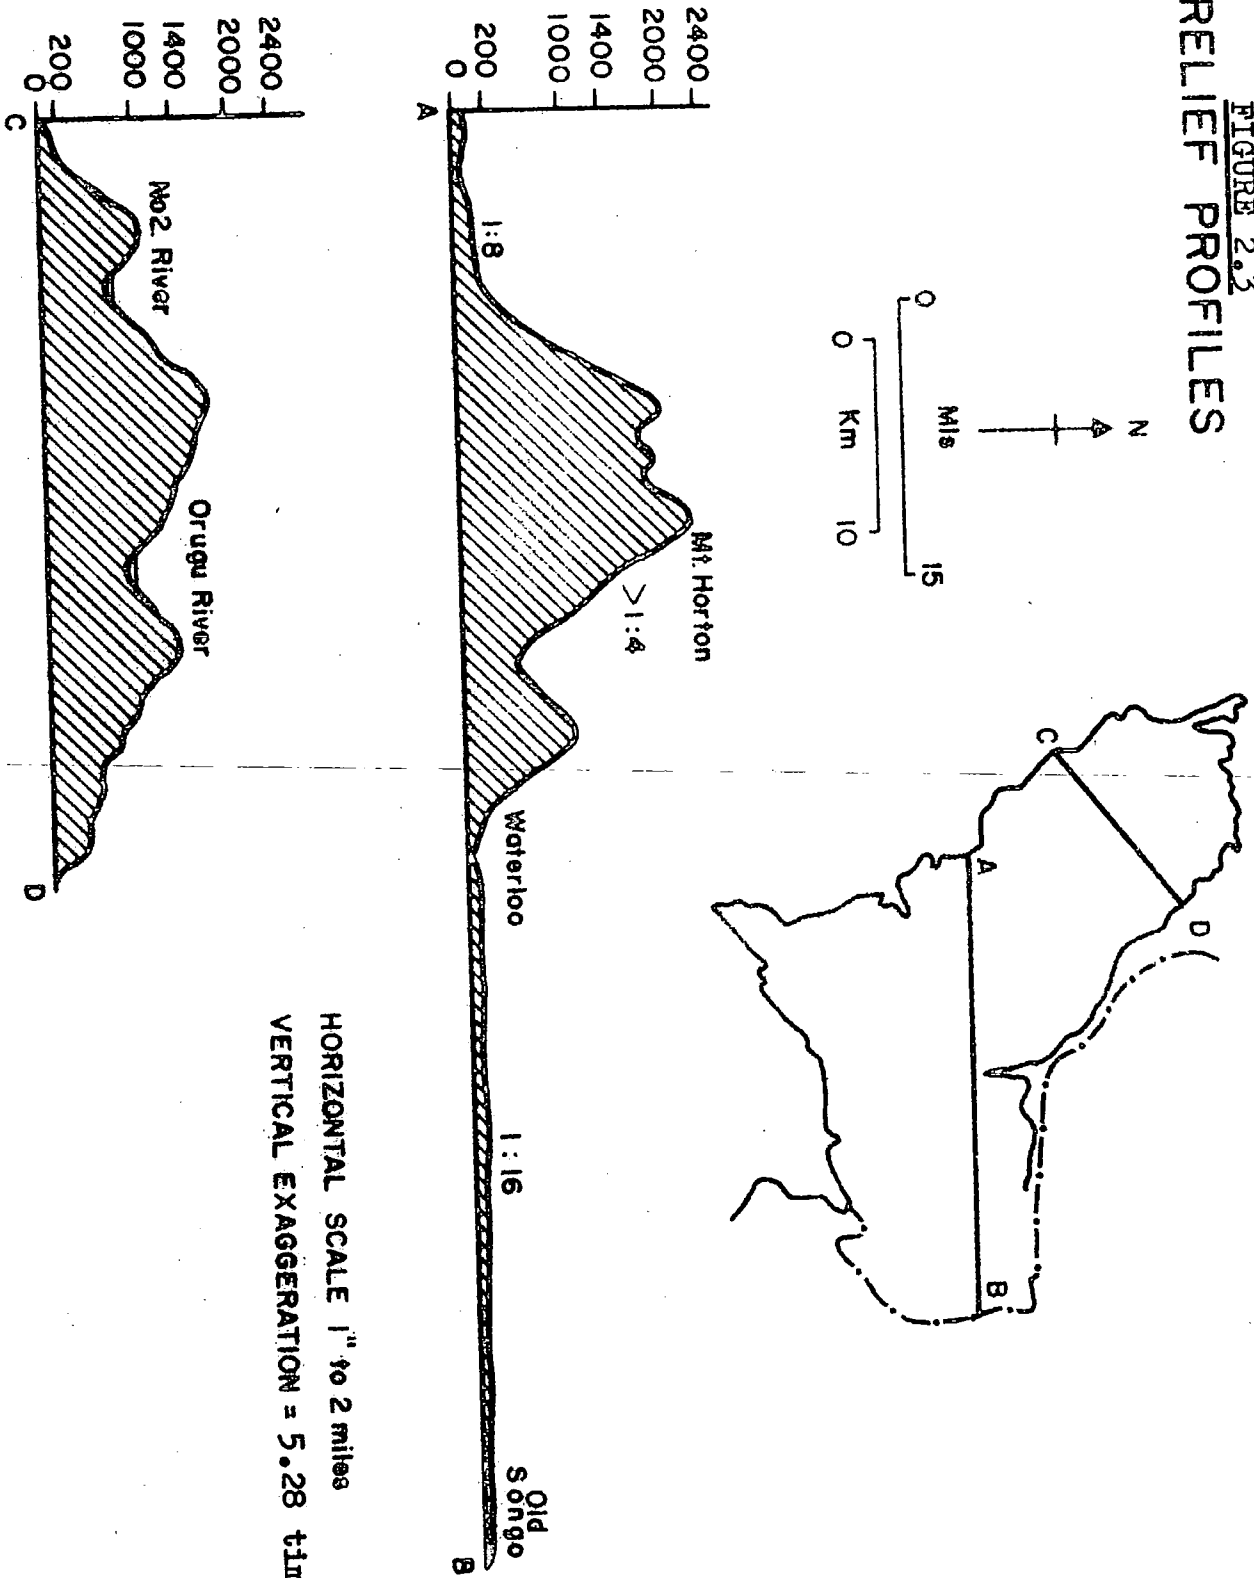 FIGURE 2.3
RELIEF PROFILES
N
0 Mls 15
0 Km 10
C
D
A
B
2400
2000
1400
1000
200
0
A
1:8
Mt. Horton
>1:4
Waterloo
1:16
Old
Songo
B
2400
2000
1400
1000
200
0
C
No2. River
Orugu River
D
HORIZONTAL SCALE 1" to 2 miles
VERTICAL EXAGGERATION = 5.28